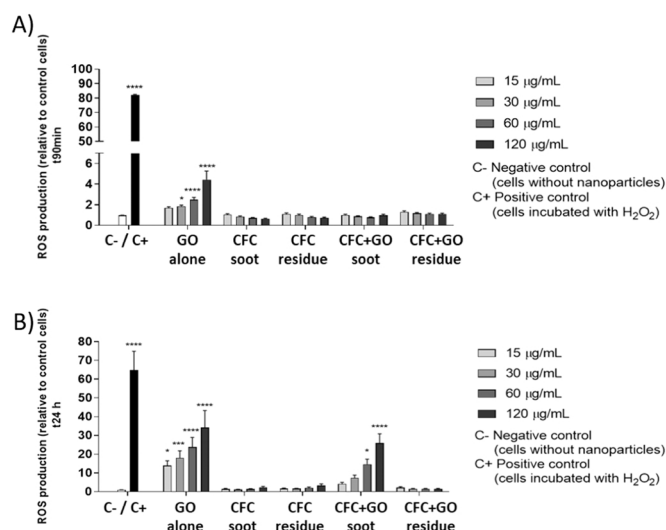 A)
ROS production (relative to control cells)
t90min
100
90
80
70
60
50
6
4
2
0
****
*
****
****
C- / C+
GO
alone
CFC
soot
CFC
residue
CFC+GO
soot
CFC+GO
residue
15 µg/mL
30 µg/mL
60 µg/mL
120 µg/mL
C- Negative control
(cells without nanoparticles)
C+ Positive control
(cells incubated with H₂O₂)
B)
ROS production (relative to control cells)
t24 h
80
70
60
50
40
30
20
10
0
****
*
***
****
****
*
****
C- / C+
GO
alone
CFC
soot
CFC
residue
CFC+GO
soot
CFC+GO
residue
15 µg/mL
30 µg/mL
60 µg/mL
120 µg/mL
C- Negative control
(cells without nanoparticles)
C+ Positive control
(cells incubated with H₂O₂)